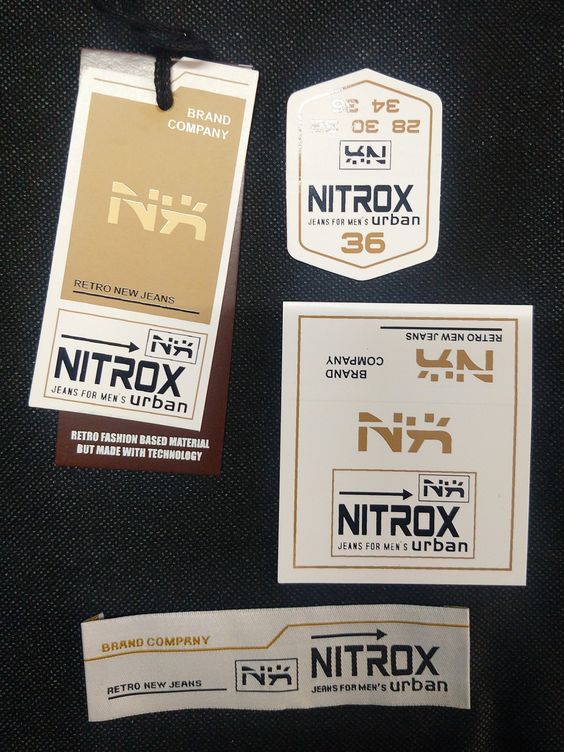 BRAND
COMPANY
NX
RETRO NEW JEANS
NX
NITROX
JEANS FOR MEN'S urban
RETRO FASHION BASED MATERIAL
BUT MADE WITH TECHNOLOGY
34 36
28 30
NX
NITROX
JEANS FOR MEN'S urban
36
RETRO NEW JEANS
BRAND
COMPANY
NX
NX
NX
NITROX
JEANS FOR MEN'S urban
BRAND COMPANY
RETRO NEW JEANS
NX
NITROX
JEANS FOR MEN'S urban